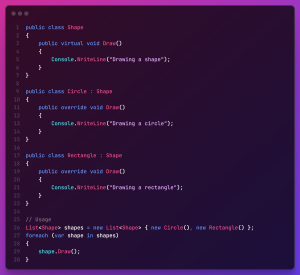 1 public class Shape
2 {
3     public virtual void Draw()
4     {
5         Console.WriteLine("Drawing a shape");
6     }
7 }
8
9 public class Circle : Shape
10 {
11     public override void Draw()
12     {
13         Console.WriteLine("Drawing a circle");
14     }
15 }
16
17 public class Rectangle : Shape
18 {
19     public override void Draw()
20     {
21         Console.WriteLine("Drawing a rectangle");
22     }
23 }
24
25 // Usage
26 List<Shape> shapes = new List<Shape> { new Circle(), new Rectangle() };
27 foreach (var shape in shapes)
28 {
29     shape.Draw();
30 }